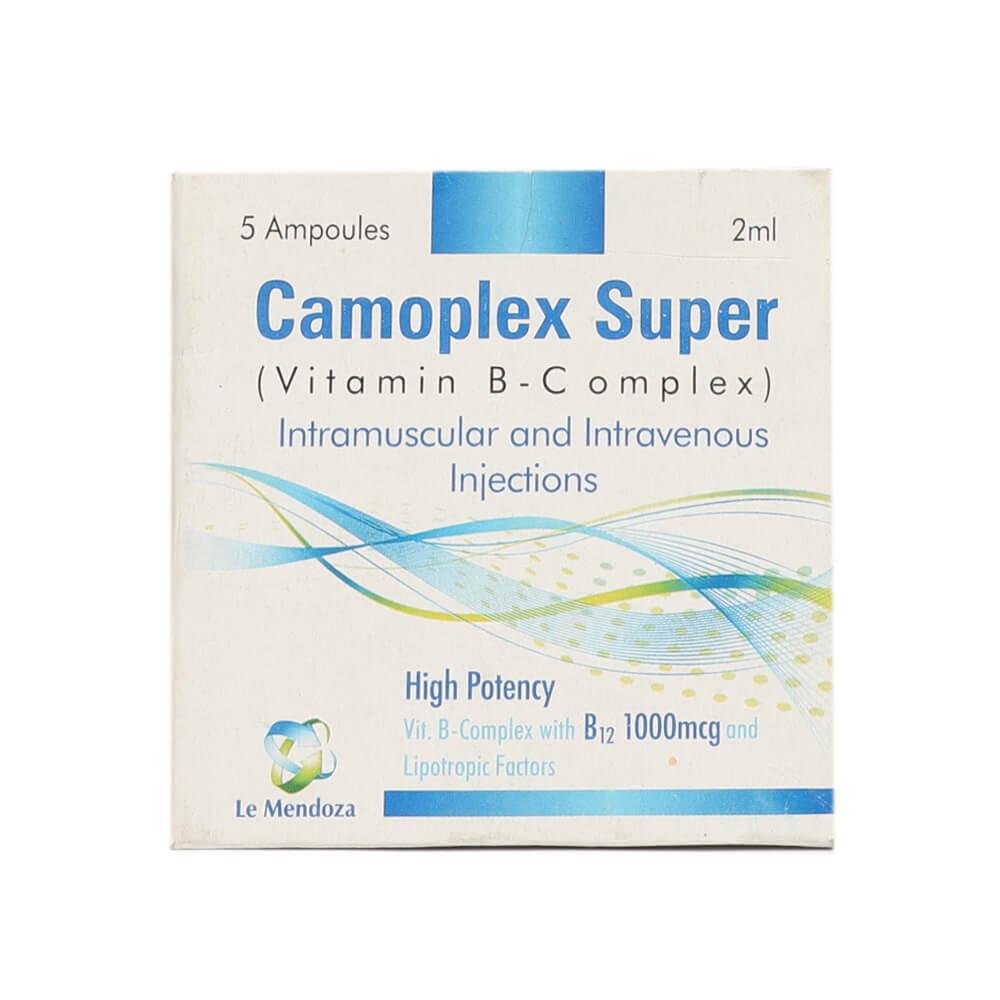 5 Ampoules 2ml
Camoplex Super
(Vitamin B-Complex)
Intramuscular and Intravenous
Injections
High Potency
Vit. B-Complex with B₁₂ 1000mcg and
Lipotropic Factors
Le Mendoza